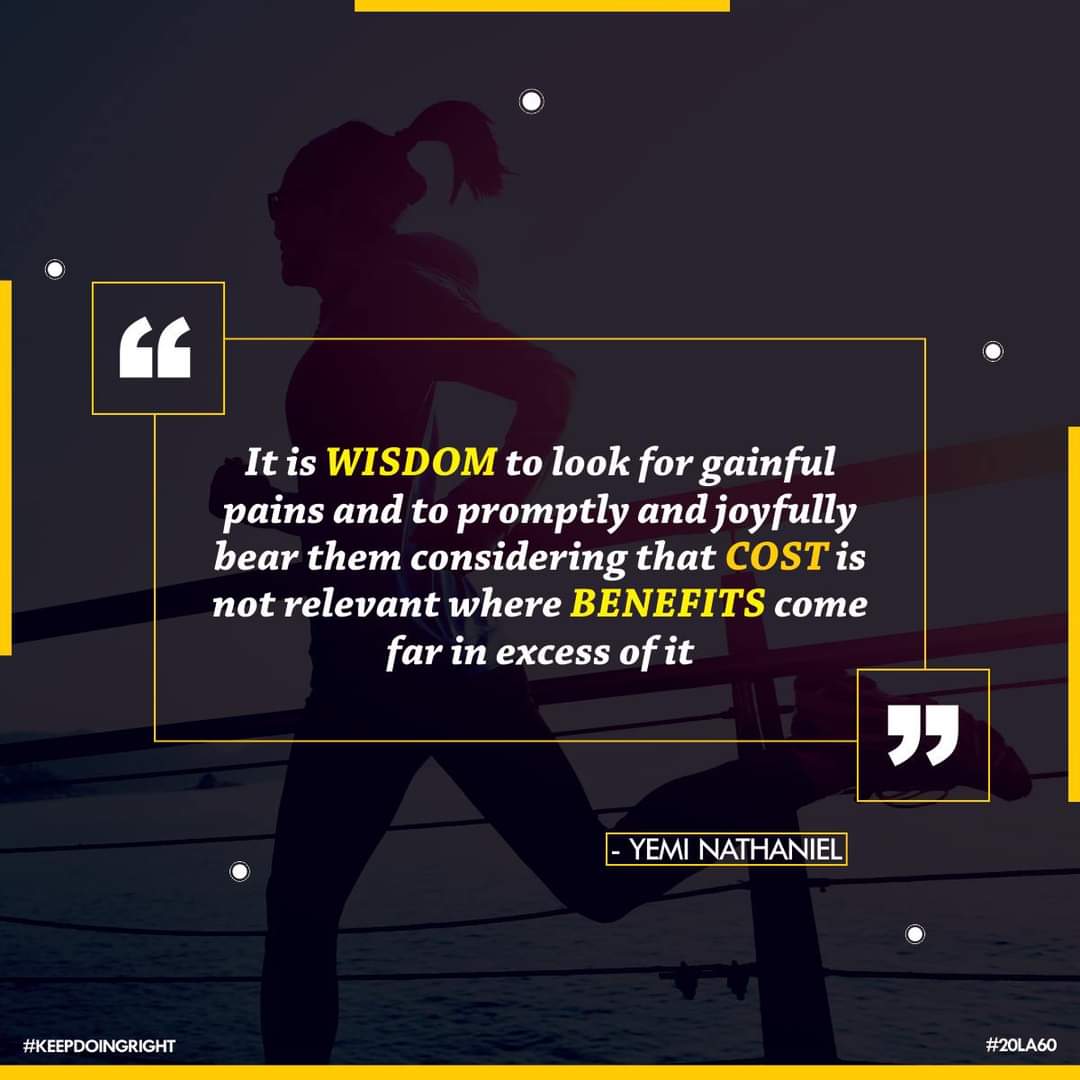 “
It is WISDOM to look for gainful
pains and to promptly and joyfully
bear them considering that COST is
not relevant where BENEFITS come
far in excess of it
”
- YEMI NATHANIEL
#KEEPDOINGRIGHT
#20LA60